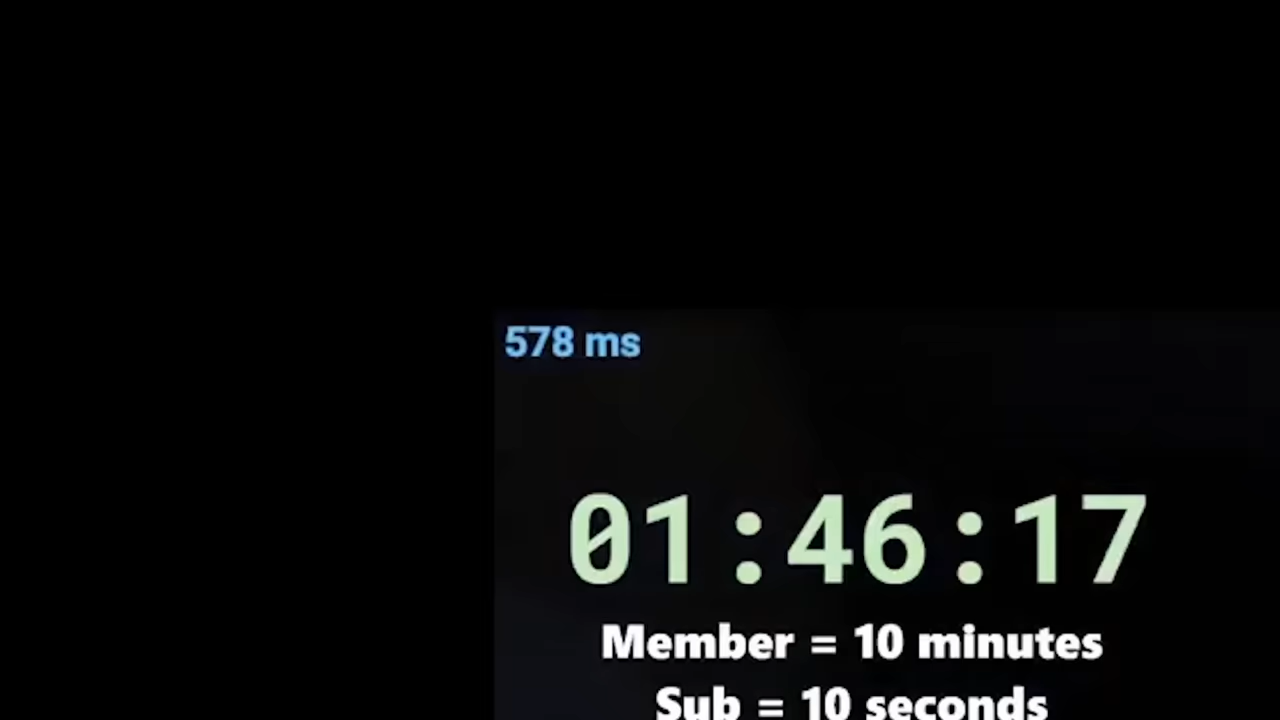 578 ms
01:46:17
Member = 10 minutes
Sub = 10 seconds